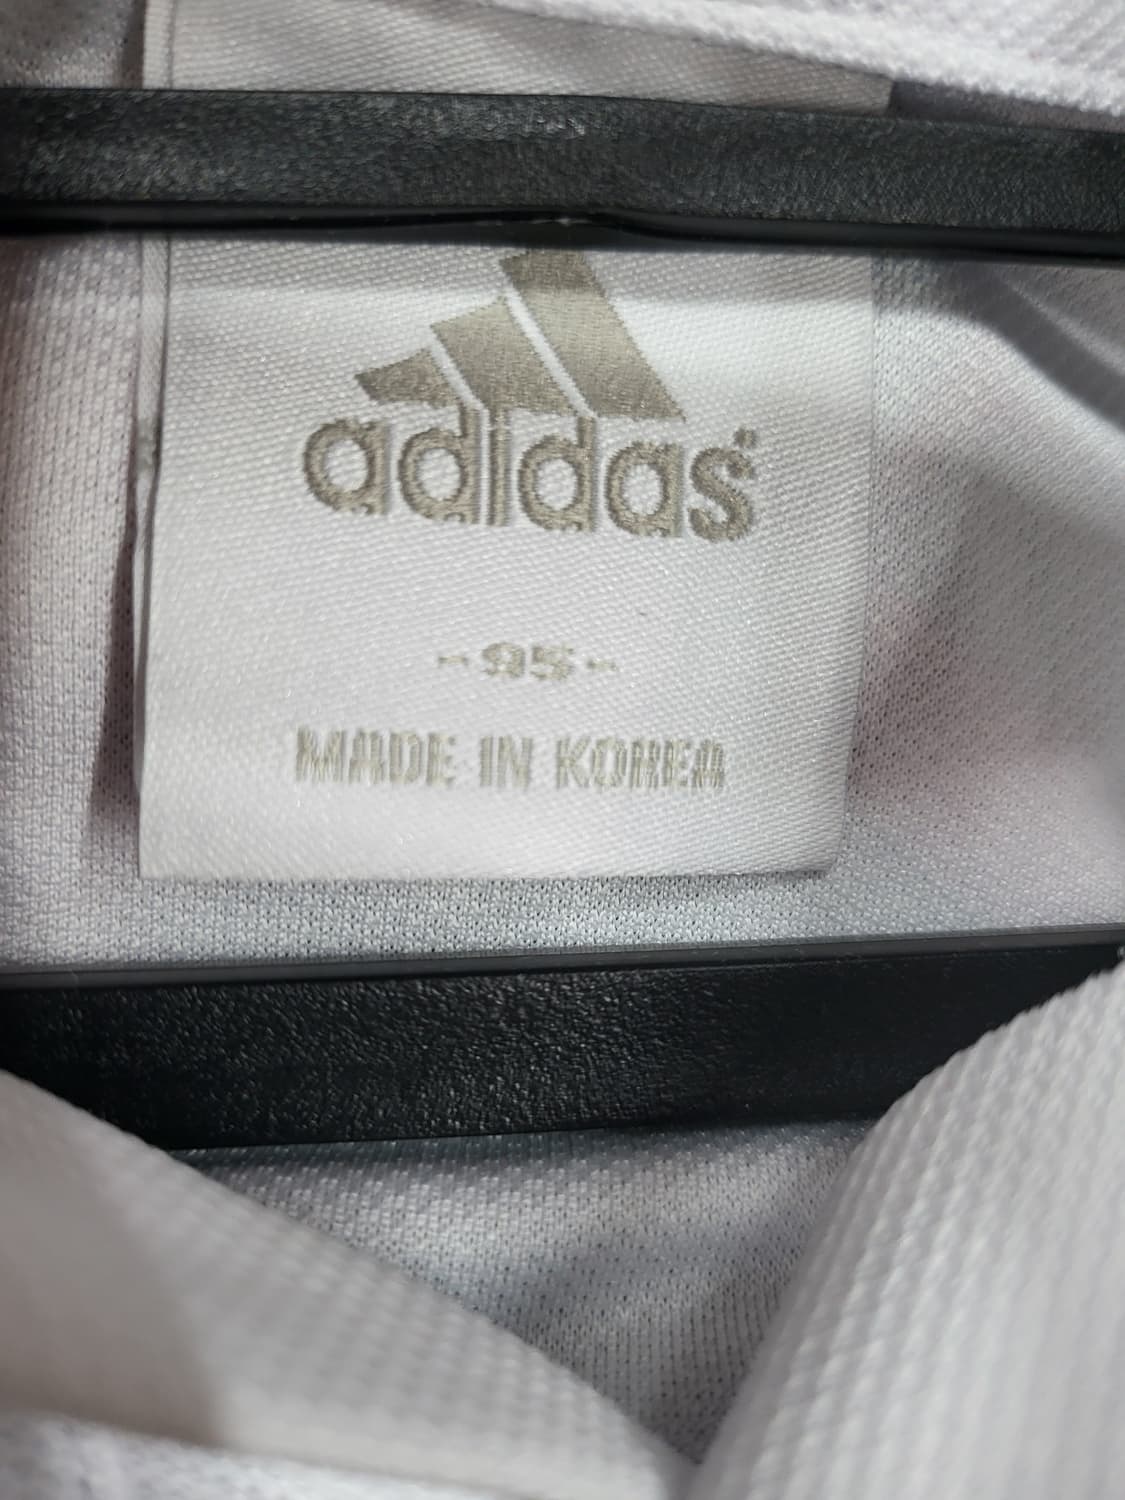 adidas
-95-
MADE IN KOREA